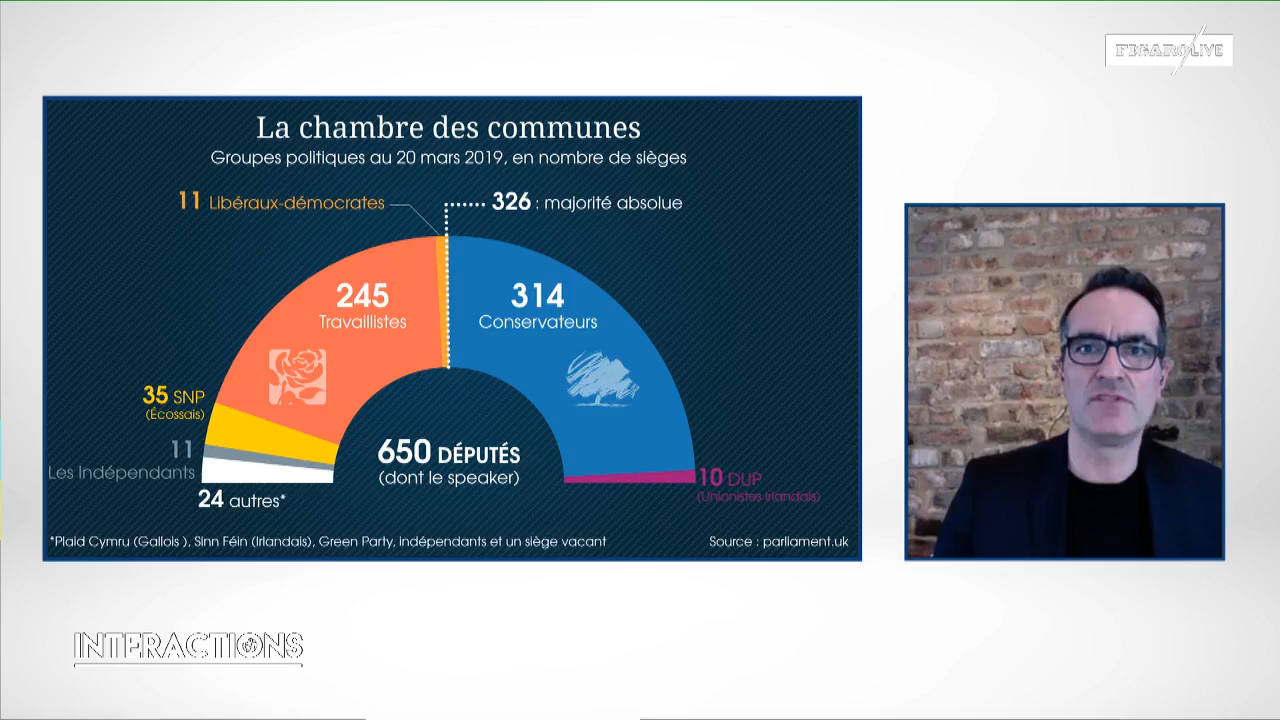 FIGAROLIVE
La chambre des communes
Groupes politiques au 20 mars 2019, en nombre de sièges
11 Libéraux-démocrates
326 : majorité absolue
245
Travaillistes
314
Conservateurs
35 SNP
(Écossais)
11
Les Indépendants
24 autres*
650 DÉPUTÉS
(dont le speaker)
10 DUP
(Unionistes irlandais)
*Plaid Cymru (Gallois ), Sinn Féin (Irlandais), Green Party, indépendants et un siège vacant
Source : parliament.uk
INTERACTIONS